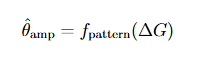 θ̂_amp = f_pattern(ΔG)